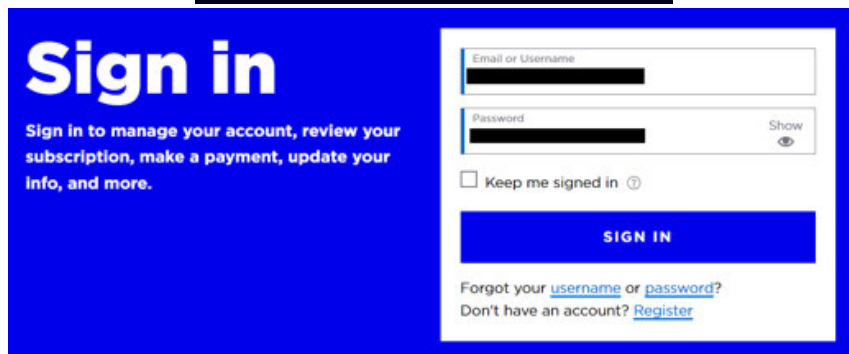 Sign in
Sign in to manage your account, review your
subscription, make a payment, update your
info, and more.
Email or Username
Password
Show
Keep me signed in ?
SIGN IN
Forgot your username or password?
Don't have an account? Register